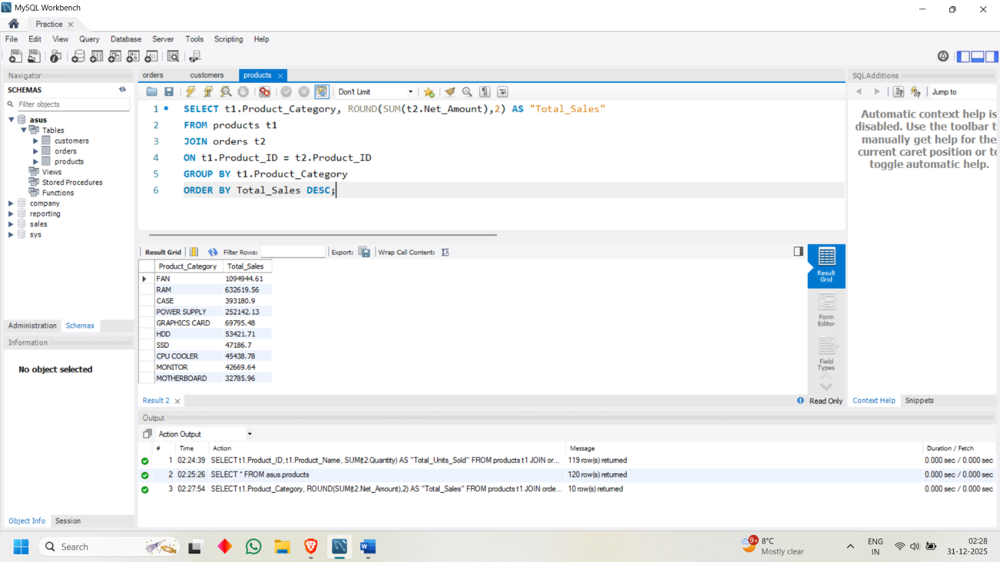 MySQL Workbench
Practice
File Edit View Query Database Server Tools Scripting Help
Navigator
SCHEMAS
Filter objects
asus
Tables
customers
orders
products
Views
Stored Procedures
Functions
company
reporting
sales
sys
Administration Schemas
Information
No object selected
Object Info Session
orders customers products
Don't Limit
1 SELECT t1.Product_Category, ROUND(SUM(t2.Net_Amount),2) AS "Total_Sales"
2 FROM products t1
3 JOIN orders t2
4 ON t1.Product_ID = t2.Product_ID
5 GROUP BY t1.Product_Category
6 ORDER BY Total_Sales DESC;
Result Grid Filter Rows: Export: Wrap Cell Content:
Product_Category Total_Sales
FAN 1094944.61
RAM 632619.56
CASE 393180.9
POWER SUPPLY 252142.13
GRAPHICS CARD 69795.48
HDD 53421.71
SSD 47186.7
CPU COOLER 45438.78
MONITOR 42669.64
MOTHERBOARD 32785.96
Result
Grid
Form
Editor
Field
Types
Result 2
Read Only
SQLAdditions
Jump to
Automatic context help is
disabled. Use the toolbar t
manually get help for the
current caret position or to
toggle automatic help.
Context Help Snippets
Output
Action Output
# Time Action Message Duration / Fetch
1 02:24:39 SELECT t1.Product_ID, t1.Product_Name, SUM(t2.Quantity) AS "Total_Units_Sold" FROM products t1 JOIN or... 119 row(s) returned 0.000 sec / 0.000 sec
2 02:25:26 SELECT * FROM asus.products 120 row(s) returned 0.000 sec / 0.000 sec
3 02:27:54 SELECT t1.Product_Category, ROUND(SUM(t2.Net_Amount),2) AS "Total_Sales" FROM products t1 JOIN orde... 10 row(s) returned 0.000 sec / 0.000 sec
Search
9+
8°C
Mostly clear
ENG
IN
02:28
31-12-2025